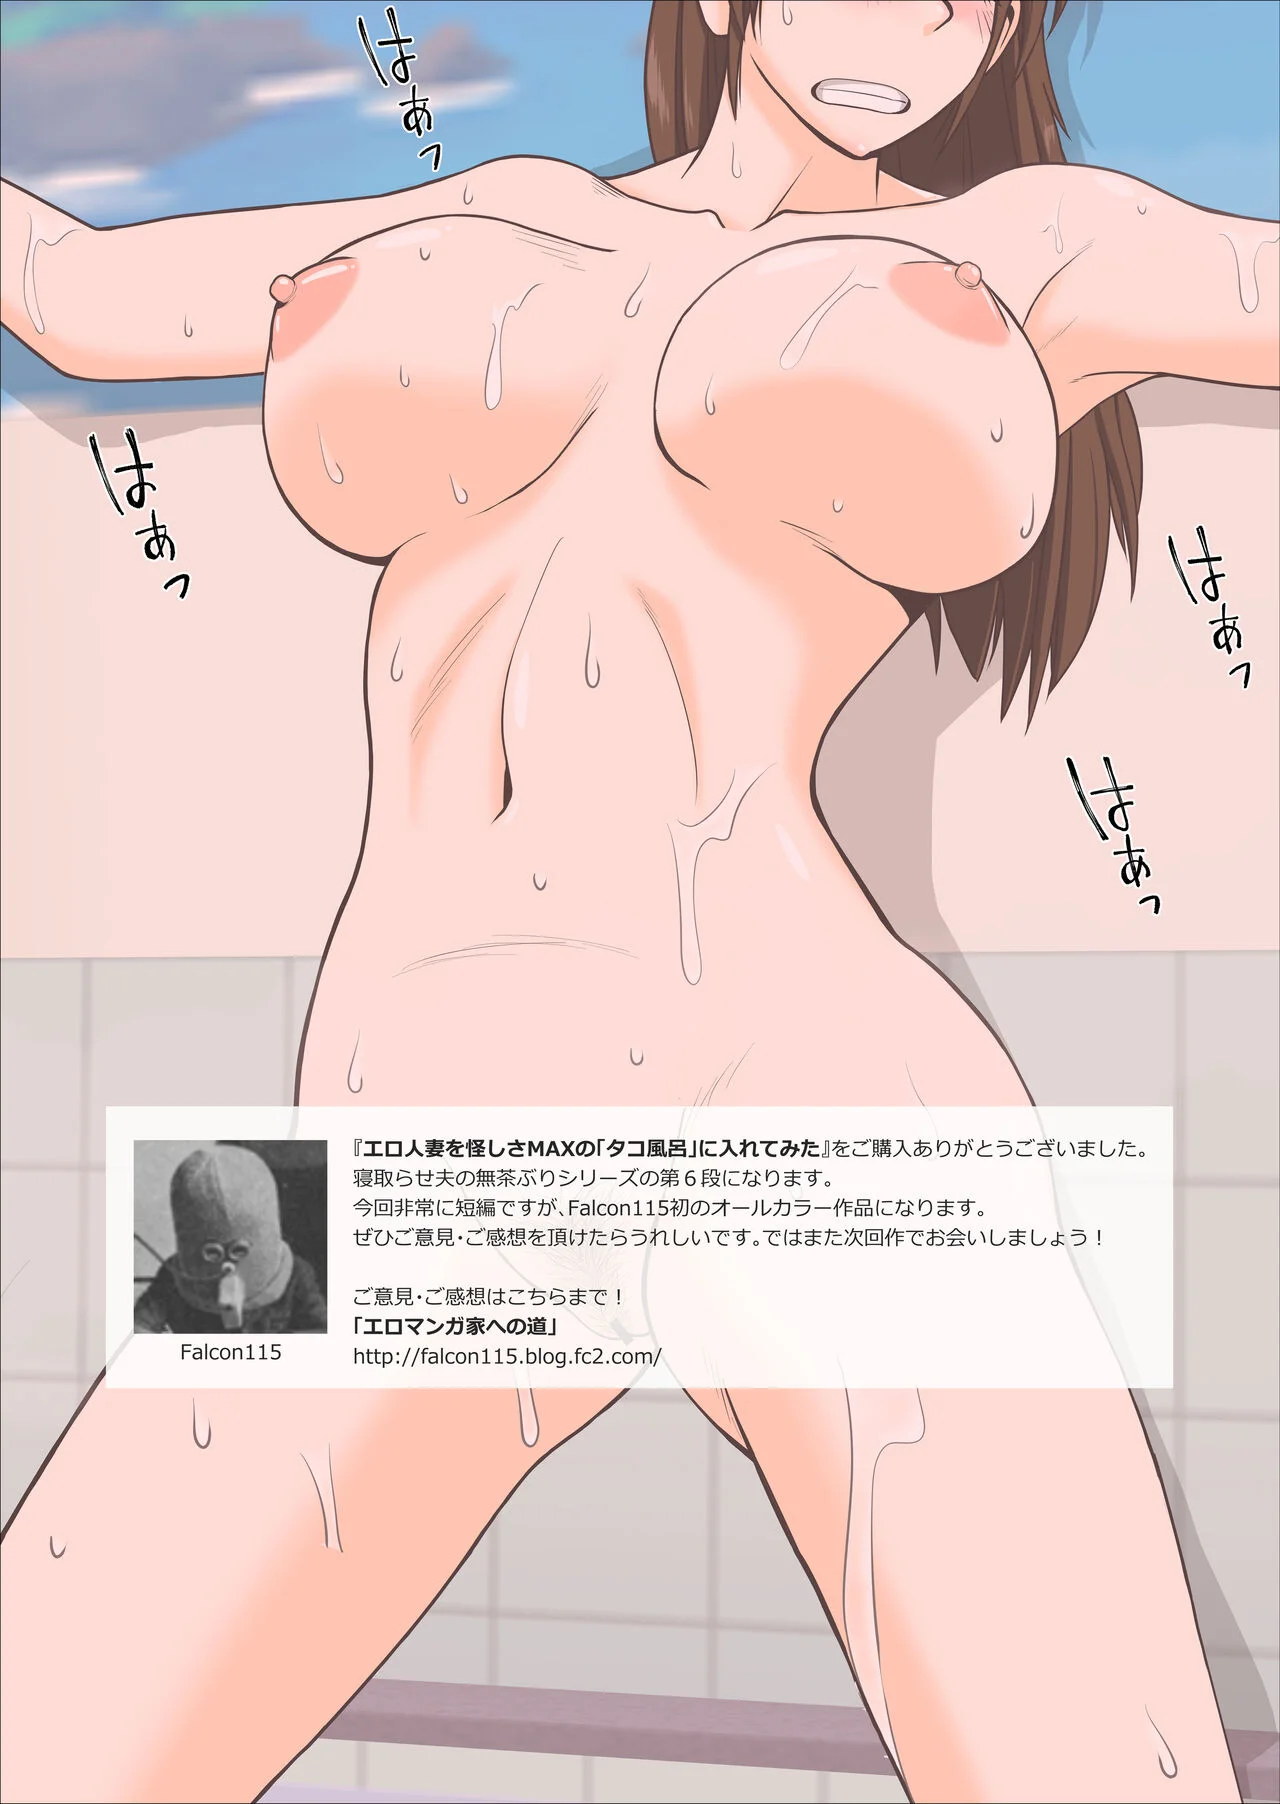 はぁっ
はぁっ
はぁっ
はぁっ
『エロ人妻を怪しさMAXの「タコ風呂」に入れてみた』をご購入ありがとうございました。
寝取らせ夫の無茶ぶりシリーズの第６段になります。
今回非常に短編ですが、Falcon115初のオールカラー作品になります。
ぜひご意見・ご感想を頂けたらうれしいです。ではまた次回作でお会いしましょう！
ご意見・ご感想はこちらまで！
「エロマンガ家への道」
http://falcon115.blog.fc2.com/
Falcon115